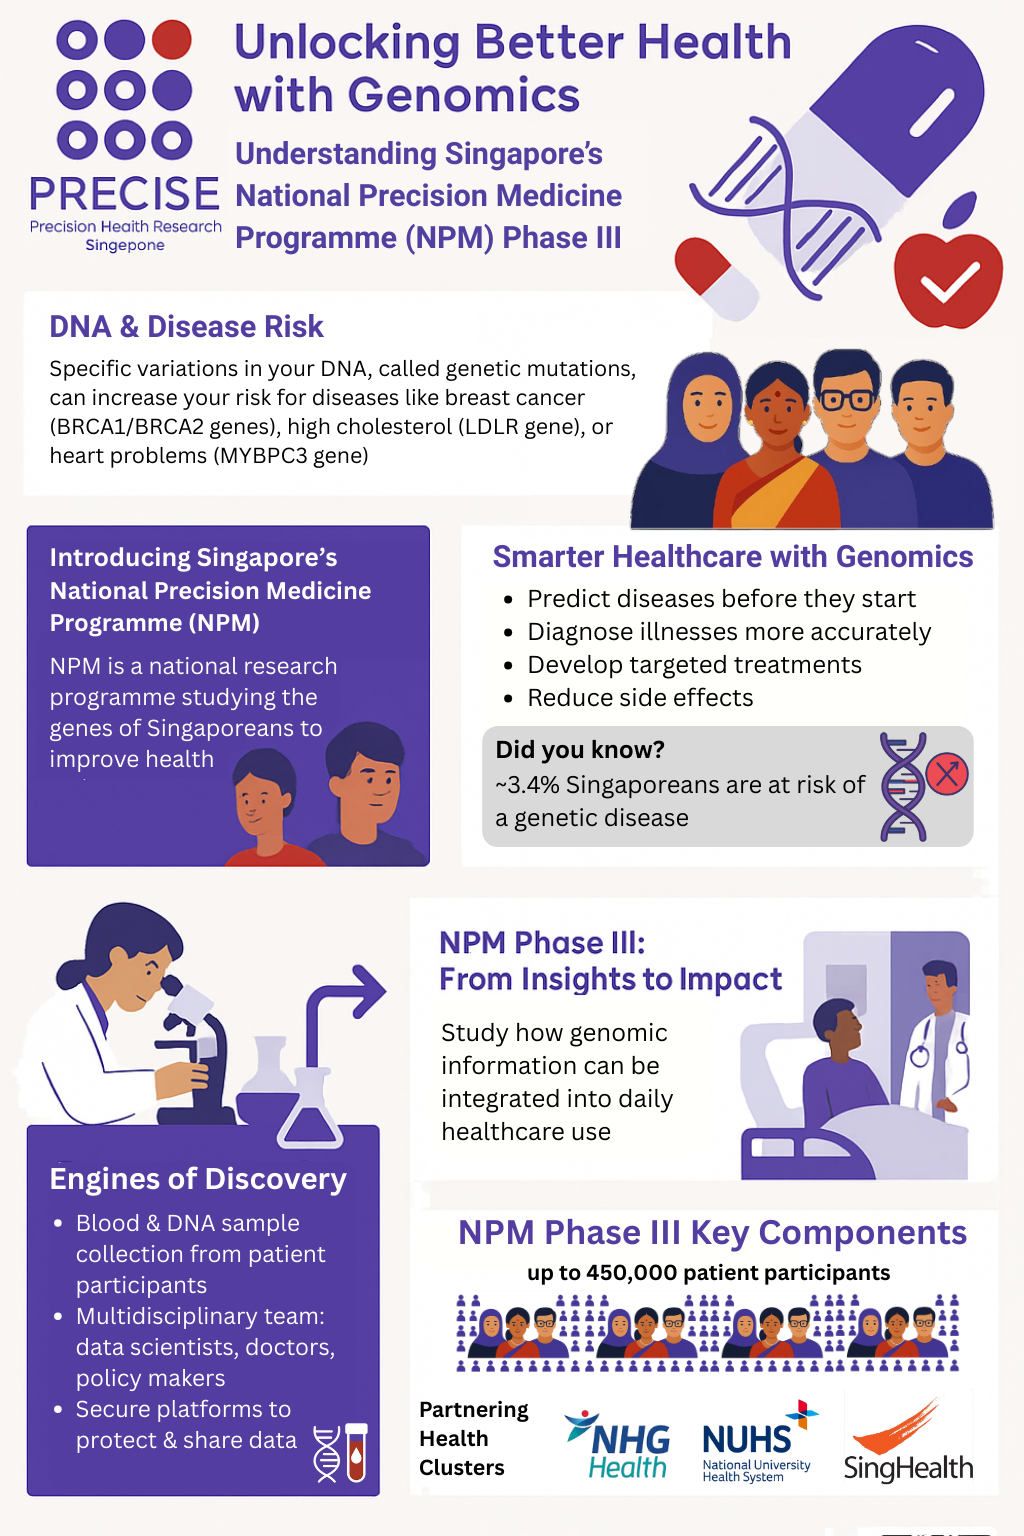 Unlocking Better Health
with Genomics
Understanding Singapore's
National Precision Medicine
Programme (NPM) Phase III
PRECISE
Precision Health Research
Singepone
DNA & Disease Risk
Specific variations in your DNA, called genetic mutations,
can increase your risk for diseases like breast cancer
(BRCA1/BRCA2 genes), high cholesterol (LDLR gene), or
heart problems (MYBPC3 gene)
Introducing Singapore's
National Precision Medicine
Programme (NPM)
NPM is a national research
programme studying the
genes of Singaporeans to
improve health
Smarter Healthcare with Genomics
• Predict diseases before they start
• Diagnose illnesses more accurately
• Develop targeted treatments
• Reduce side effects
Did you know?
~3.4% Singaporeans are at risk of
a genetic disease
NPM Phase III:
From Insights to Impact
Study how genomic
information can be
integrated into daily
healthcare use
Engines of Discovery
• Blood & DNA sample
collection from patient
participants
• Multidisciplinary team:
data scientists, doctors,
policy makers
• Secure platforms to
protect & share data
NPM Phase III Key Components
up to 450,000 patient participants
Partnering
Health
Clusters
NHG
Health
NUHS
National University
Health System
SingHealth